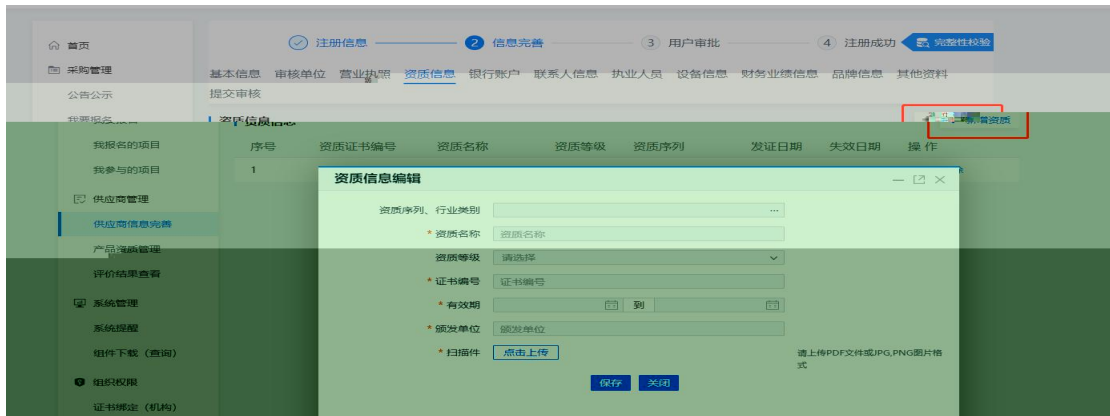 首页
采购管理
公告公示
我要报名
我报名的项目
我参与的项目
供应商管理
供应商信息完善
产品资质管理
评价结果查看
系统管理
系统提醒
组件下载（查询）
组织权限
证书绑定（机构）
注册信息
2 信息完善
3 用户审批
4 注册成功
完整性校验
基本信息 审核单位 营业执照 资质信息 银行账户 联系人信息 执业人员 设备信息 财务业绩信息 品牌信息 其他资料
提交审核
资质信息
资质
序号 资质证书编号 资质名称 资质等级 资质序列 发证日期 失效日期 操作
1
资质信息编辑
资质序列、行业类别 ...
* 资质名称 资质名称
资质等级 请选择
* 证书编号 证书编号
* 有效期 到
* 颁发单位 颁发单位
* 扫描件 点击上传 请上传PDF文件或JPG,PNG图片格
式
保存 关闭